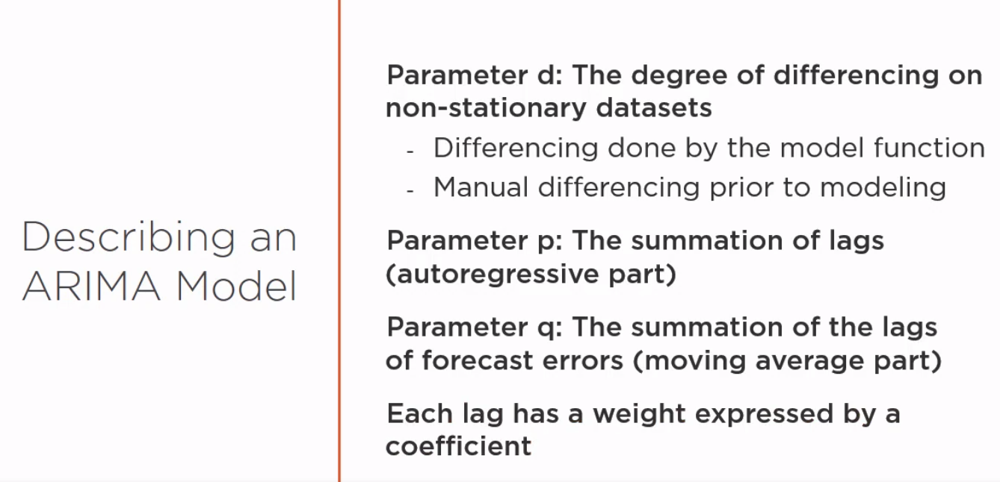 Describing an
ARIMA Model
Parameter d: The degree of differencing on
non-stationary datasets
- Differencing done by the model function
- Manual differencing prior to modeling
Parameter p: The summation of lags
(autoregressive part)
Parameter q: The summation of the lags
of forecast errors (moving average part)
Each lag has a weight expressed by a
coefficient